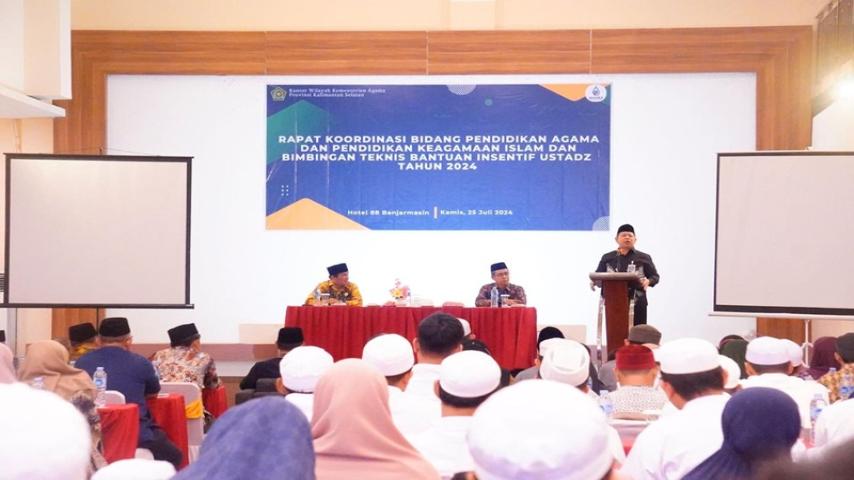 Kantor Wilayah Kementerian Agama
Provinsi Kalimantan Selatan
RAPAT KOORDINASI BIDANG PENDIDIKAN AGAMA
DAN PENDIDIKAN KEAGAMAAN ISLAM DAN
BIMBINGAN TEKNIS BANTUAN INSENTIF USTADZ
TAHUN 2024
Hotel BB Banjarmasin | Kamis, 25 Juli 2024